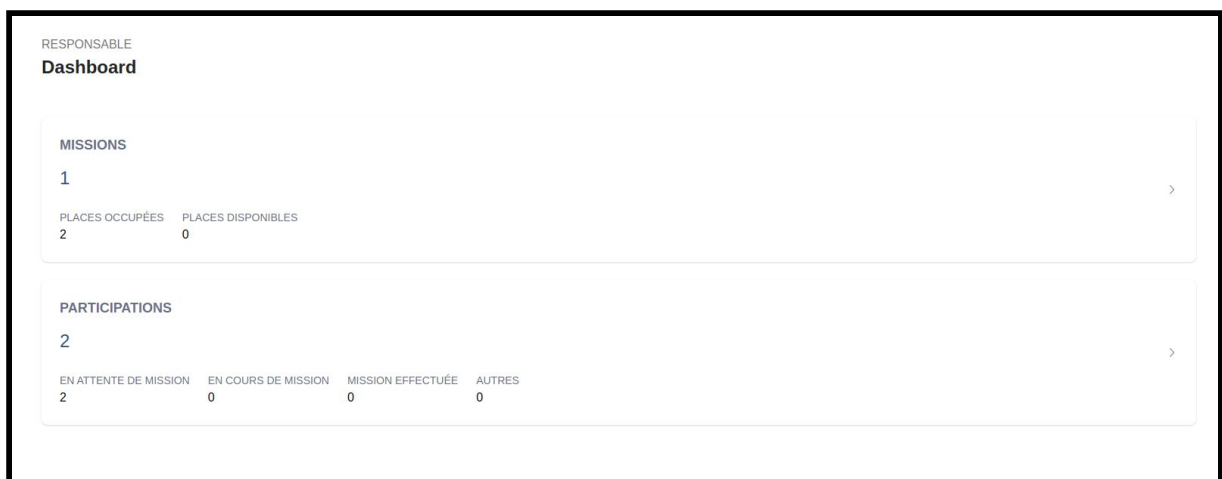 RESPONSABLE
Dashboard
MISSIONS
1
PLACES OCCUPÉES PLACES DISPONIBLES
2 0
PARTICIPATIONS
2
EN ATTENTE DE MISSION EN COURS DE MISSION MISSION EFFECTUÉE AUTRES
2 0 0 0